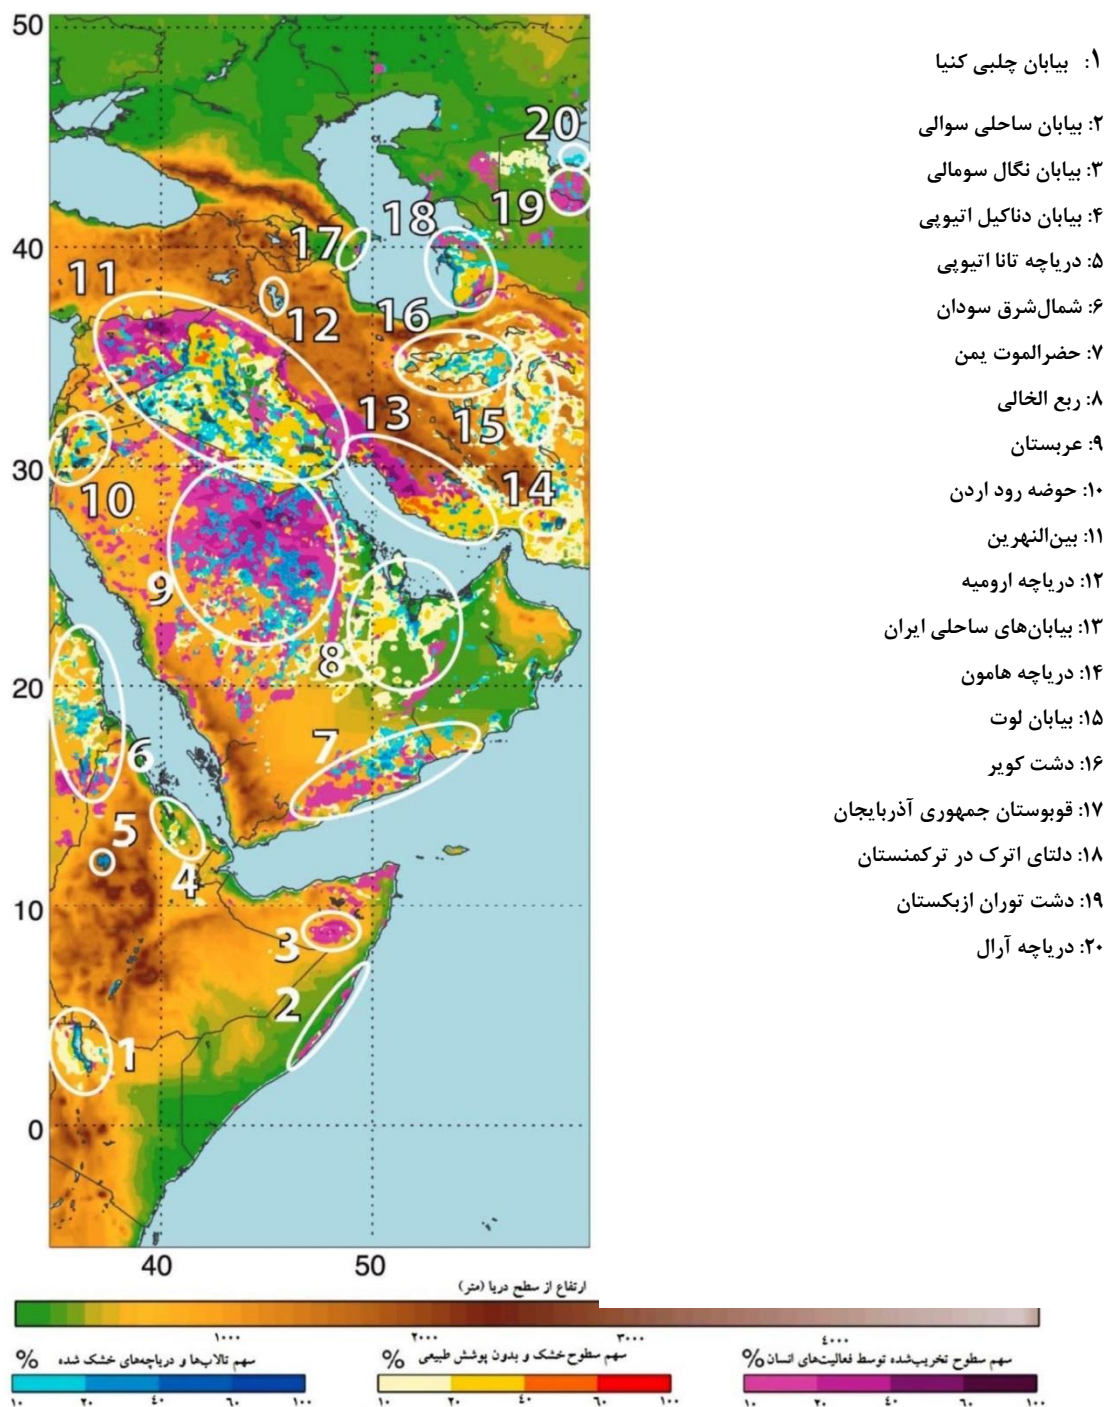 ۱: بیابان چلبی کنیا
۲: بیابان ساحلی سوالی
۳: بیابان نگال سومالی
۴: بیابان دناکیل اتیوپی
۵: دریاچه تانا اتیوپی
۶: شمال‌شرق سودان
۷: حضرالموت یمن
۸: ربع الخالی
۹: عربستان
۱۰: حوضه رود اردن
۱۱: بین‌النهرین
۱۲: دریاچه ارومیه
۱۳: بیابان‌های ساحلی ایران
۱۴: دریاچه هامون
۱۵: بیابان لوت
۱۶: دشت کویر
۱۷: قوبوستان جمهوری آذربایجان
۱۸: دلتای اترک در ترکمنستان
۱۹: دشت توران ازبکستان
۲۰: دریاچه آرال
50
20
19
18
40
17
11
16
12
13
15
30
14
10
9
8
20
7
6
5
4
10
3
2
1
0
40 50
ارتفاع از سطح دریا (متر)
۱۰۰۰ ۲۰۰۰ ۳۰۰۰ ۴۰۰۰
% سهم تالاب‌ها و دریاچه‌های خشک شده
۱۰ ۲۰ ۴۰ ۶۰ ۱۰۰
% سهم سطوح خشک و بدون پوشش طبیعی
۱۰ ۲۰ ۴۰ ۶۰ ۱۰۰
% سهم سطوح تخریب‌شده توسط فعالیت‌های انسان
۱۰ ۲۰ ۴۰ ۶۰ ۱۰۰